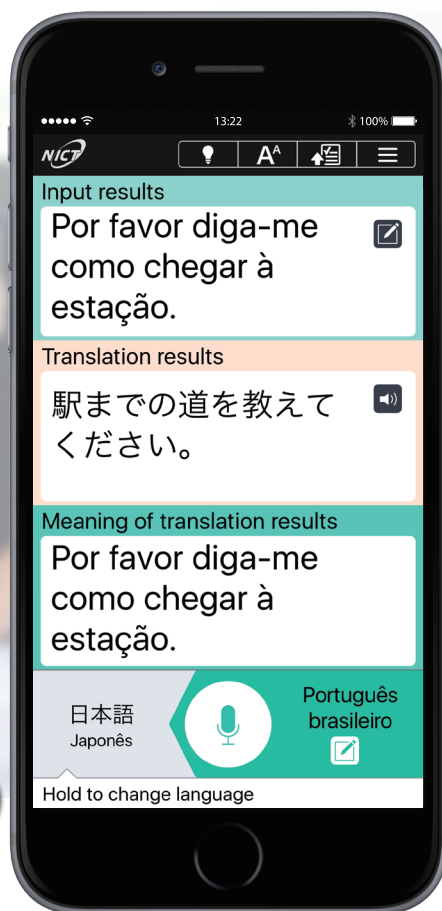 13:22
100%
NICT
AA
Input results
Por favor diga-me
como chegar à
estação.
Translation results
駅までの道を教えて
ください。
Meaning of translation results
Por favor diga-me
como chegar à
estação.
日本語
Japonês
Português
brasileiro
Hold to change language